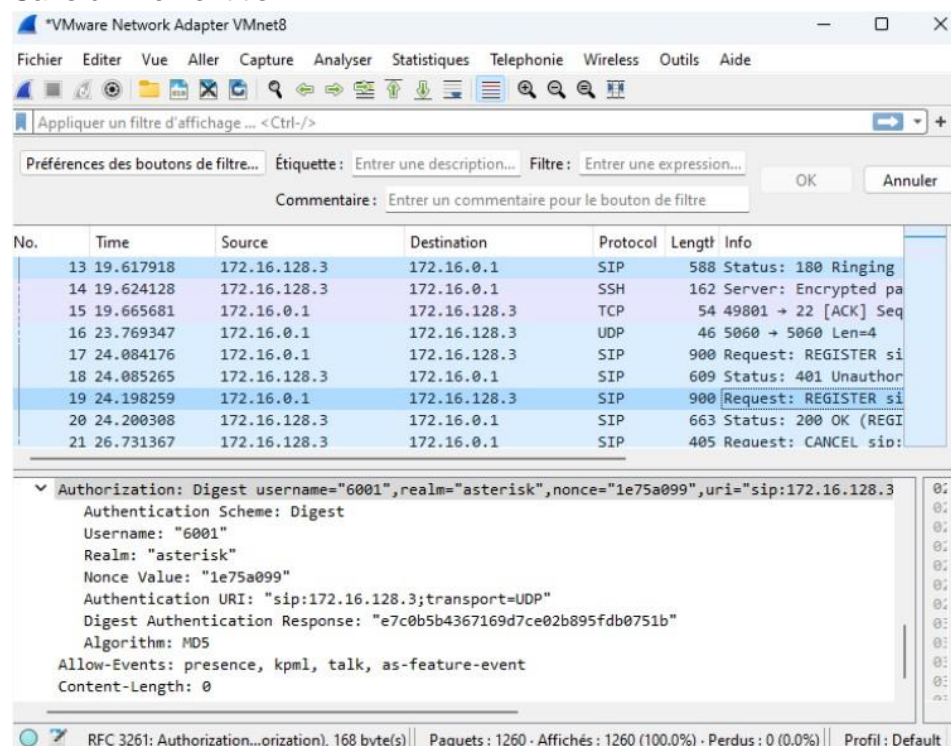 *VMware Network Adapter VMnet8
Fichier Editer Vue Aller Capture Analyser Statistiques Telephonie Wireless Outils Aide
Appliquer un filtre d'affichage ... <Ctrl-/>
Préférences des boutons de filtre... Étiquette : Entrer une description... Filtre : Entrer une expression... OK Annuler
Commentaire : Entrer un commentaire pour le bouton de filtre
No. Time Source Destination Protocol Length Info
13 19.617918 172.16.128.3 172.16.0.1 SIP 588 Status: 180 Ringing
14 19.624128 172.16.128.3 172.16.0.1 SSH 162 Server: Encrypted pa
15 19.665681 172.16.0.1 172.16.128.3 TCP 54 49801 → 22 [ACK] Seq
16 23.769347 172.16.0.1 172.16.128.3 UDP 46 5060 → 5060 Len=4
17 24.084176 172.16.0.1 172.16.128.3 SIP 900 Request: REGISTER si
18 24.085265 172.16.128.3 172.16.0.1 SIP 609 Status: 401 Unauthor
19 24.198259 172.16.0.1 172.16.128.3 SIP 900 Request: REGISTER si
20 24.200308 172.16.128.3 172.16.0.1 SIP 663 Status: 200 OK (REGI
21 26.731367 172.16.128.3 172.16.0.1 SIP 405 Request: CANCEL sip:
Authorization: Digest username="6001",realm="asterisk",nonce="1e75a099",uri="sip:172.16.128.3
Authentication Scheme: Digest
Username: "6001"
Realm: "asterisk"
Nonce Value: "1e75a099"
Authentication URI: "sip:172.16.128.3;transport=UDP"
Digest Authentication Response: "e7c0b5b4367169d7ce02b895fdb0751b"
Algorithm: MD5
Allow-Events: presence, kpml, talk, as-feature-event
Content-Length: 0
RFC 3261: Authorization...orization), 168 byte(s) Paquets : 1260 · Affichés : 1260 (100.0%) · Perdus : 0 (0.0%) Profil : Default